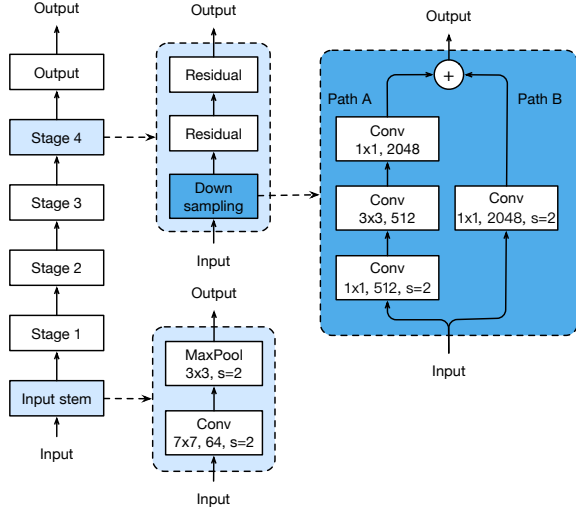 Output
Output
Stage 4
Stage 3
Stage 2
Stage 1
Input stem
Input
Output
Residual
Residual
Down
sampling
Input
Output
MaxPool
3x3, s=2
Conv
7x7, 64, s=2
Input
Output
+
Path A
Path B
Conv
1x1, 2048
Conv
3x3, 512
Conv
1x1, 2048, s=2
Conv
1x1, 512, s=2
Input